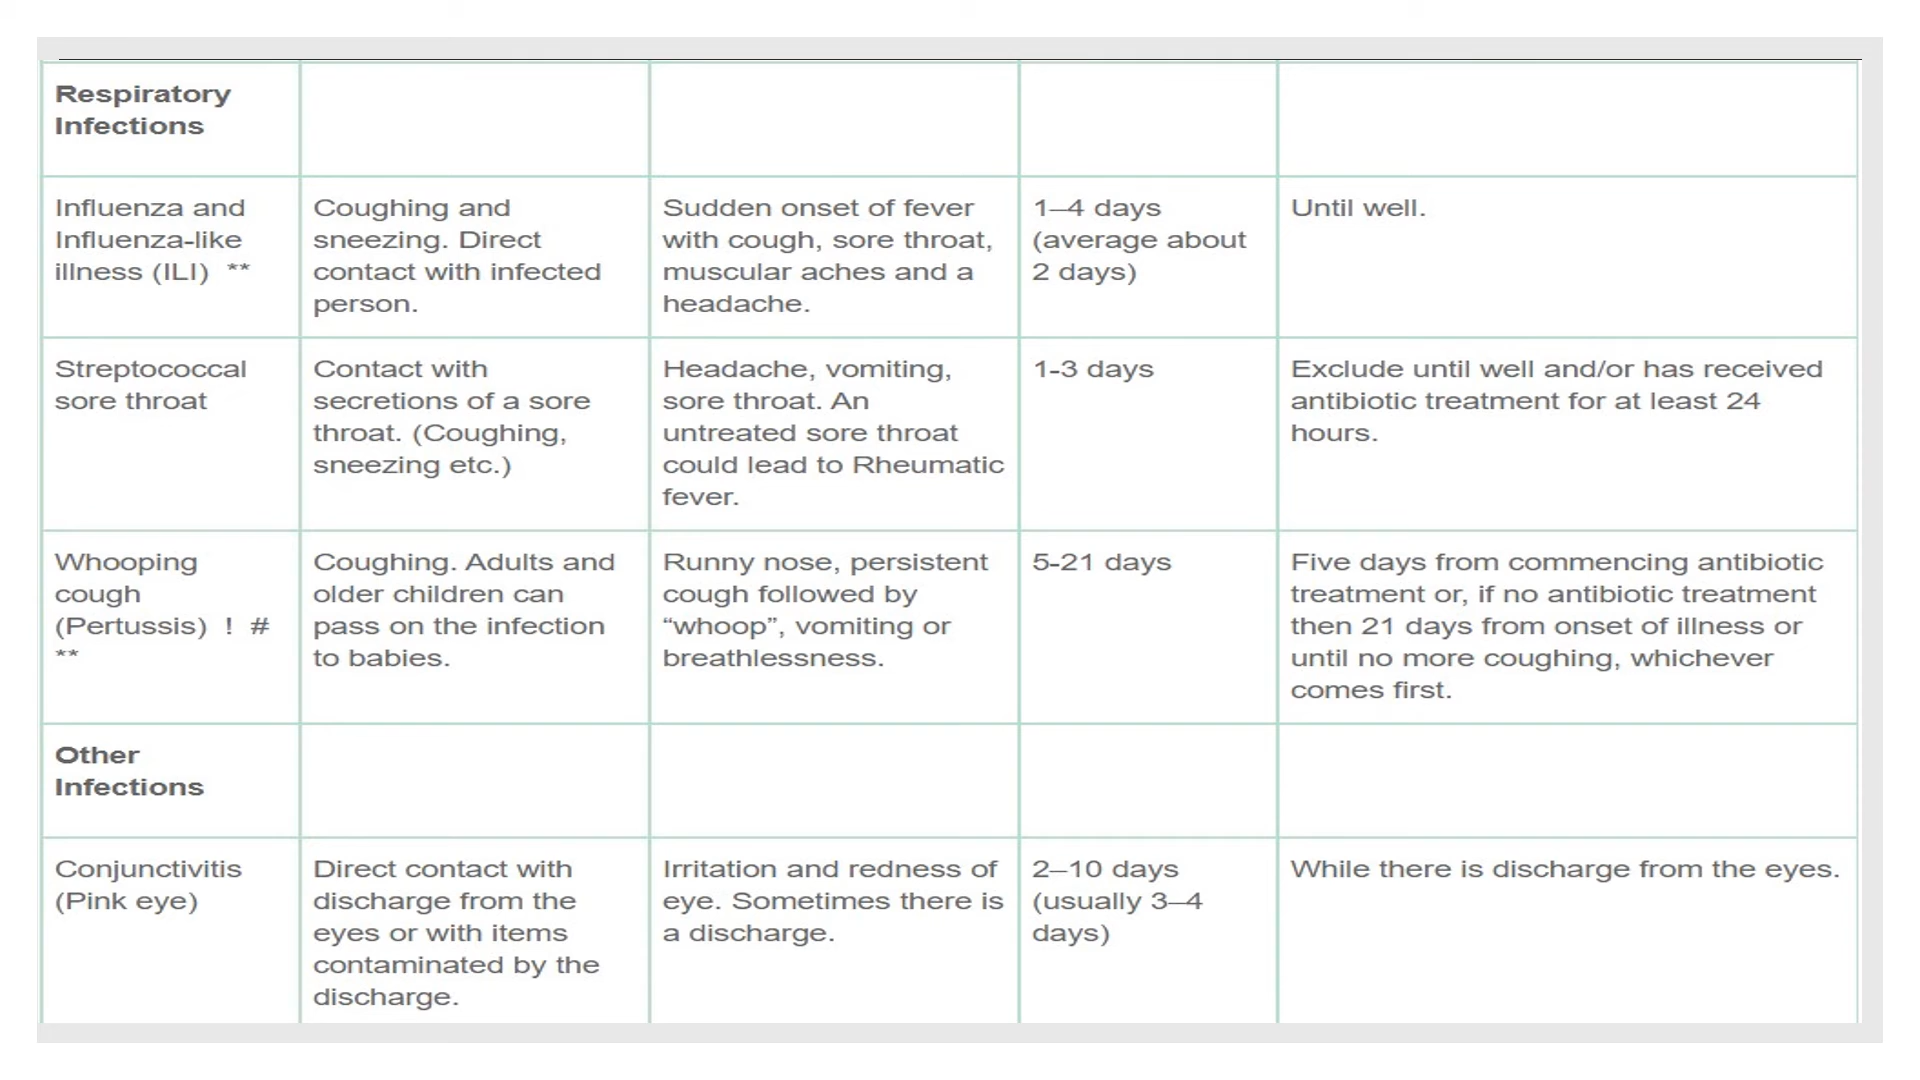 Respiratory
Infections
Influenza and
Influenza-like
illness (ILI) **
Coughing and
sneezing. Direct
contact with infected
person.
Sudden onset of fever
with cough, sore throat,
muscular aches and a
headache.
1–4 days
(average about
2 days)
Until well.
Streptococcal
sore throat
Contact with
secretions of a sore
throat. (Coughing,
sneezing etc.)
Headache, vomiting,
sore throat. An
untreated sore throat
could lead to Rheumatic
fever.
1-3 days
Exclude until well and/or has received
antibiotic treatment for at least 24
hours.
Whooping
cough
(Pertussis) ! #
**
Coughing. Adults and
older children can
pass on the infection
to babies.
Runny nose, persistent
cough followed by
“whoop”, vomiting or
breathlessness.
5-21 days
Five days from commencing antibiotic
treatment or, if no antibiotic treatment
then 21 days from onset of illness or
until no more coughing, whichever
comes first.
Other
Infections
Conjunctivitis
(Pink eye)
Direct contact with
discharge from the
eyes or with items
contaminated by the
discharge.
Irritation and redness of
eye. Sometimes there is
a discharge.
2–10 days
(usually 3–4
days)
While there is discharge from the eyes.